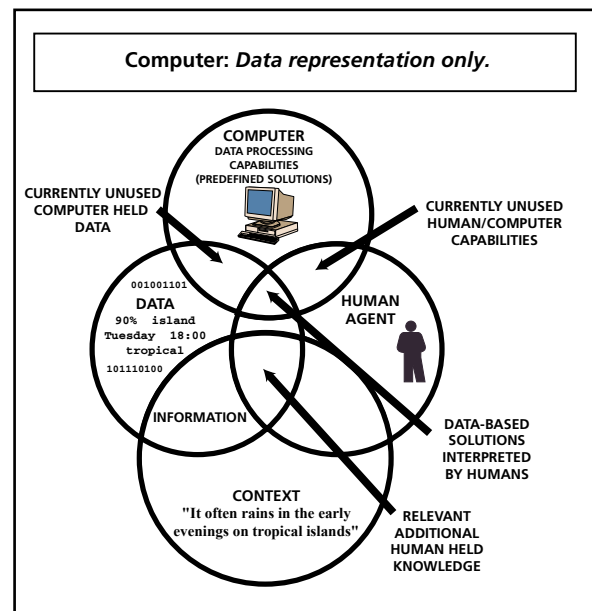 Computer: Data representation only.
COMPUTER
DATA PROCESSING
CAPABILITIES
(PREDEFINED SOLUTIONS)
CURRENTLY UNUSED
COMPUTER HELD
DATA
CURRENTLY UNUSED
HUMAN/COMPUTER
CAPABILITIES
001001101
DATA
90% island
Tuesday 18:00
tropical
101110100
HUMAN
AGENT
INFORMATION
DATA-BASED
SOLUTIONS
INTERPRETED
BY HUMANS
CONTEXT
"It often rains in the early
evenings on tropical islands"
RELEVANT
ADDITIONAL
HUMAN HELD
KNOWLEDGE